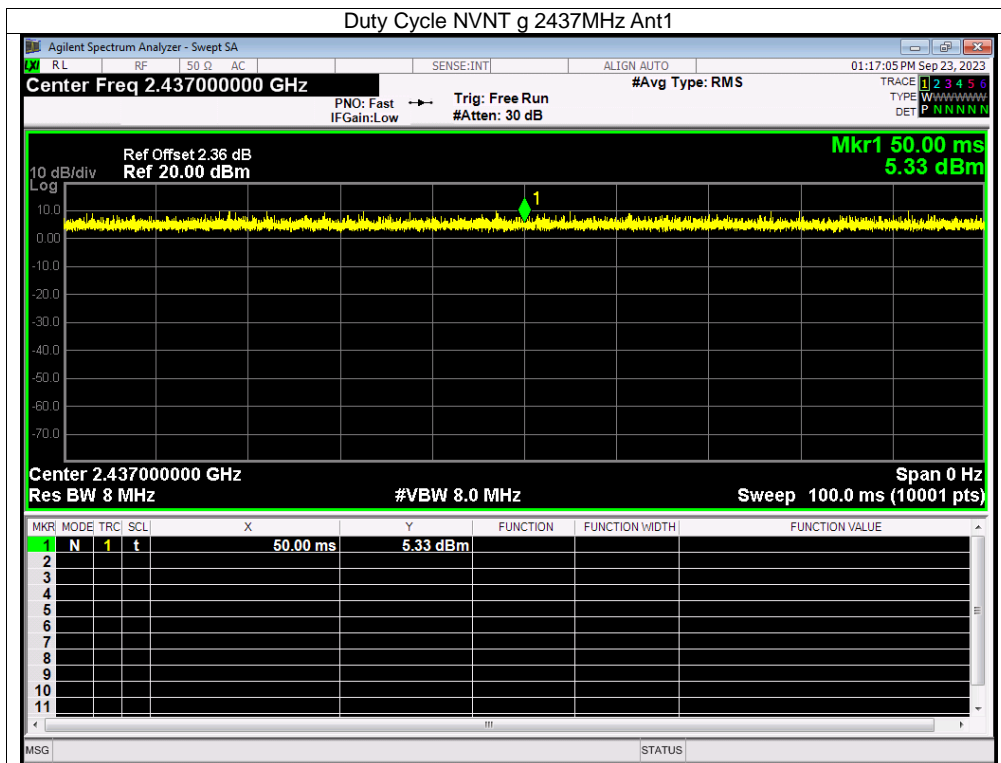 Duty Cycle NVNT g 2437MHz Ant1
Agilent Spectrum Analyzer - Swept SA
LXI RL RF 50 Ω AC SENSE:INT ALIGN AUTO 01:17:05 PM Sep 23, 2023
Center Freq 2.437000000 GHz #Avg Type: RMS TRACE 1 2 3 4 5 6
PNO: Fast Trig: Free Run TYPE WWWWWW
IFGain:Low #Atten: 30 dB DET P N N N N N
Mkr1 50.00 ms
Ref Offset 2.36 dB 5.33 dBm
10 dB/div Ref 20.00 dBm
Log
1
10.0
0.00
-10.0
-20.0
-30.0
-40.0
-50.0
-60.0
-70.0
Center 2.437000000 GHz Span 0 Hz
Res BW 8 MHz #VBW 8.0 MHz Sweep 100.0 ms (10001 pts)
MKR MODE TRC SCL X Y FUNCTION FUNCTION WIDTH FUNCTION VALUE
1 N 1 t 50.00 ms 5.33 dBm
2
3
4
5
6
7
8
9
10
11
MSG STATUS